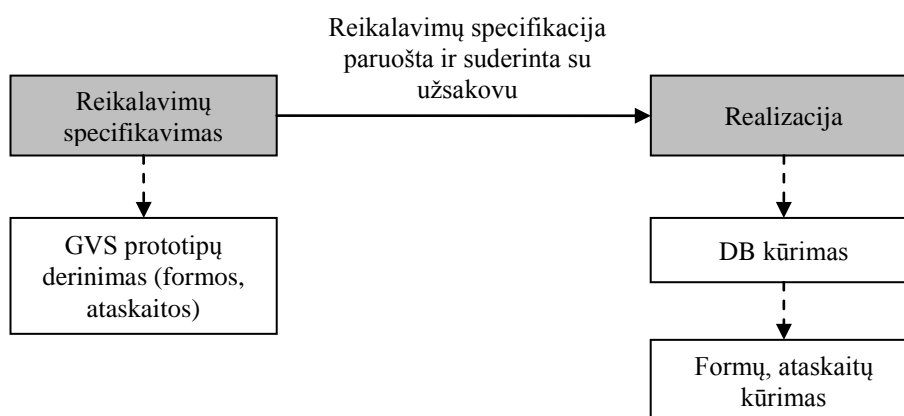 Reikalavimų specifikacija
paruošta ir suderinta su
užsakovu
Reikalavimų
specifikavimas
Realizacija
GVS prototipų
derinimas (formos,
ataskaitos)
DB kūrimas
Formų, ataskaitų
kūrimas